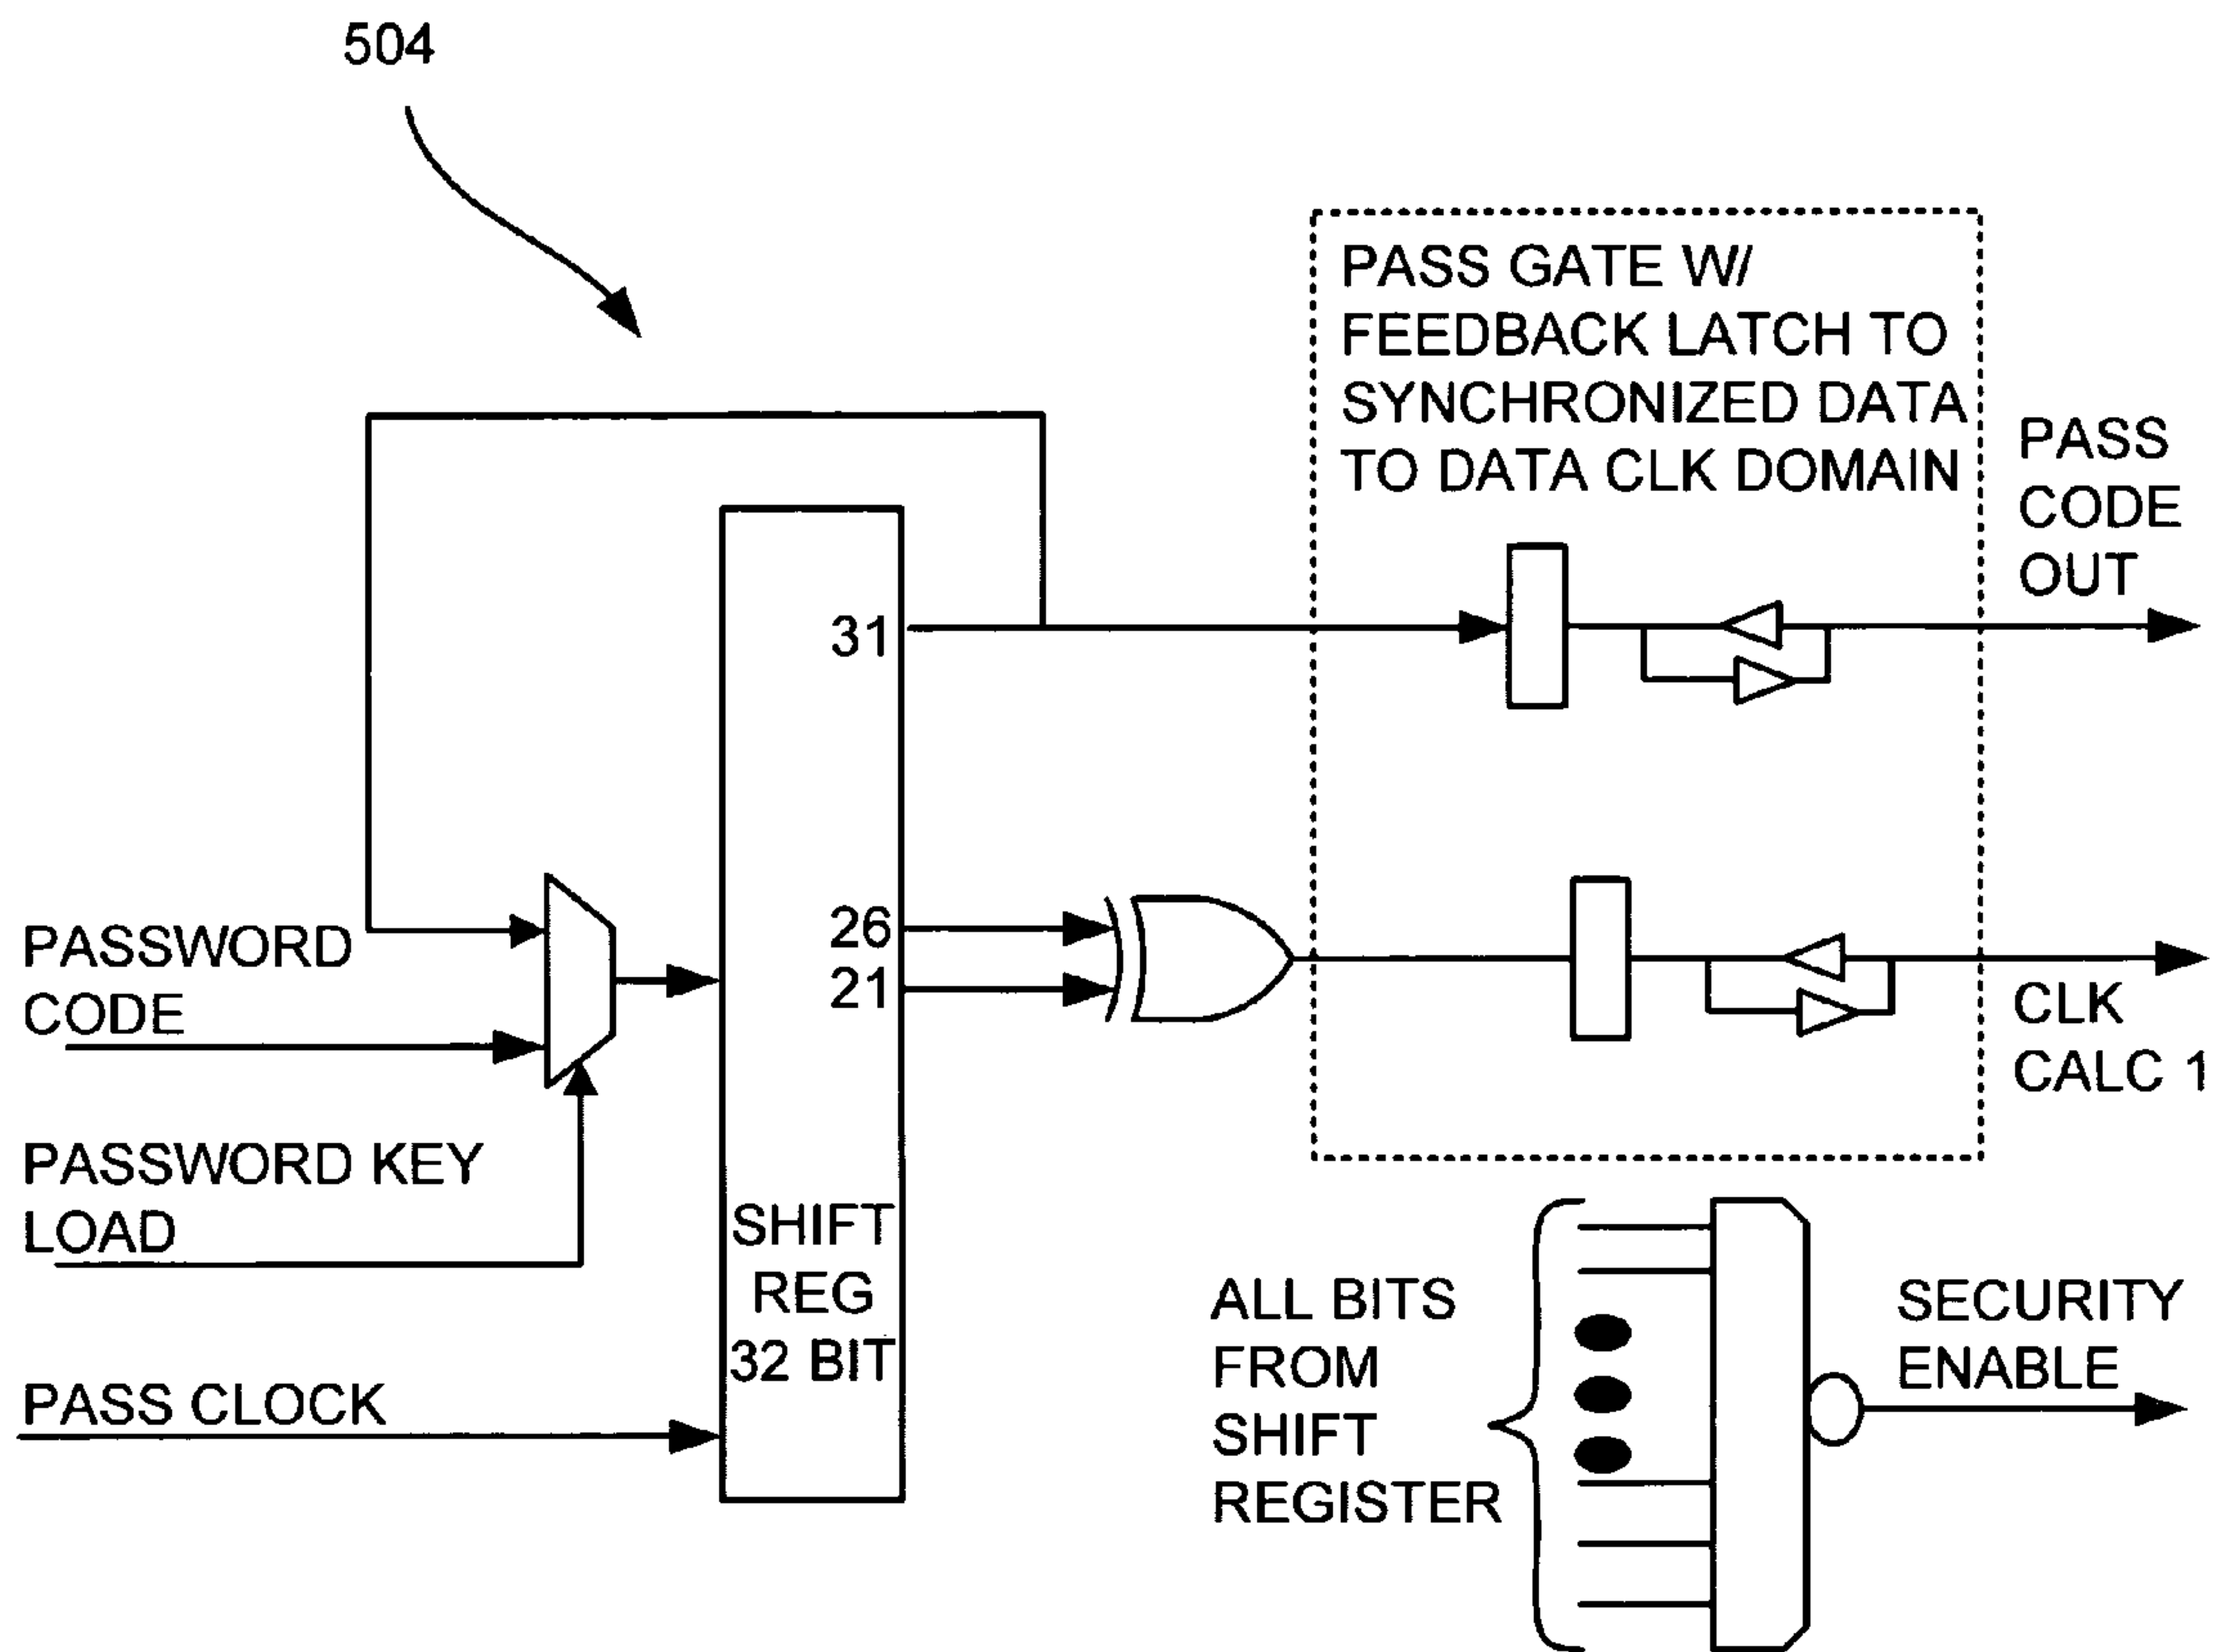 504
PASS GATE W/
FEEDBACK LATCH TO
SYNCHRONIZED DATA
TO DATA CLK DOMAIN
PASS
CODE
OUT
31
26
21
PASSWORD
CODE
CLK
CALC 1
PASSWORD KEY
LOAD
SHIFT
REG
32 BIT
PASS CLOCK
ALL BITS
FROM
SHIFT
REGISTER
SECURITY
ENABLE